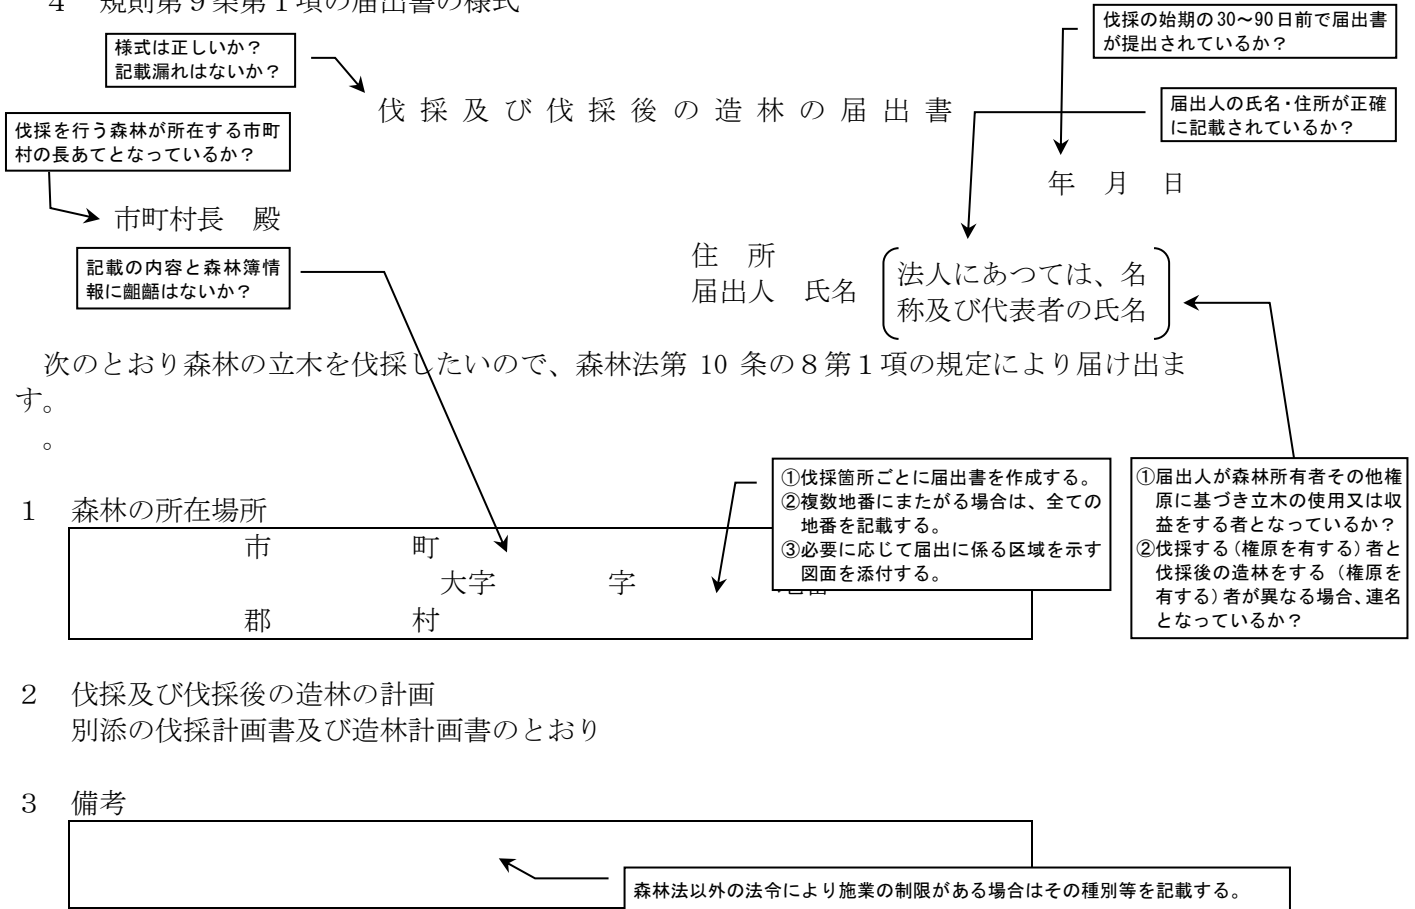 4　規則第９条第１項の届出書の様式
伐採の始期の30～90日前で届出書
が提出されているか？
様式は正しいか？
記載漏れはないか？
伐採及び伐採後の造林の届出書
届出人の氏名・住所が正確
に記載されているか？
伐採を行う森林が所在する市町
村の長あてとなっているか？
年　月　日
市町村長　殿
記載の内容と森林簿情
報に齟齬はないか？
住　所
届出人　氏名
法人にあつては、名
称及び代表者の氏名
次のとおり森林の立木を伐採したいので、森林法第 10 条の８第１項の規定により届け出ま
す。
。
①伐採箇所ごとに届出書を作成する。
②複数地番にまたがる場合は、全ての
地番を記載する。
③必要に応じて届出に係る区域を示す
図面を添付する。
①届出人が森林所有者その他権
原に基づき立木の使用又は収
益をする者となっているか？
②伐採する（権原を有する）者と
伐採後の造林をする（権原を
有する）者が異なる場合、連名
となっているか？
１　森林の所在場所
市　町
大字　字　地番
郡　村
２　伐採及び伐採後の造林の計画
別添の伐採計画書及び造林計画書のとおり
３　備考
森林法以外の法令により施業の制限がある場合はその種別等を記載する。